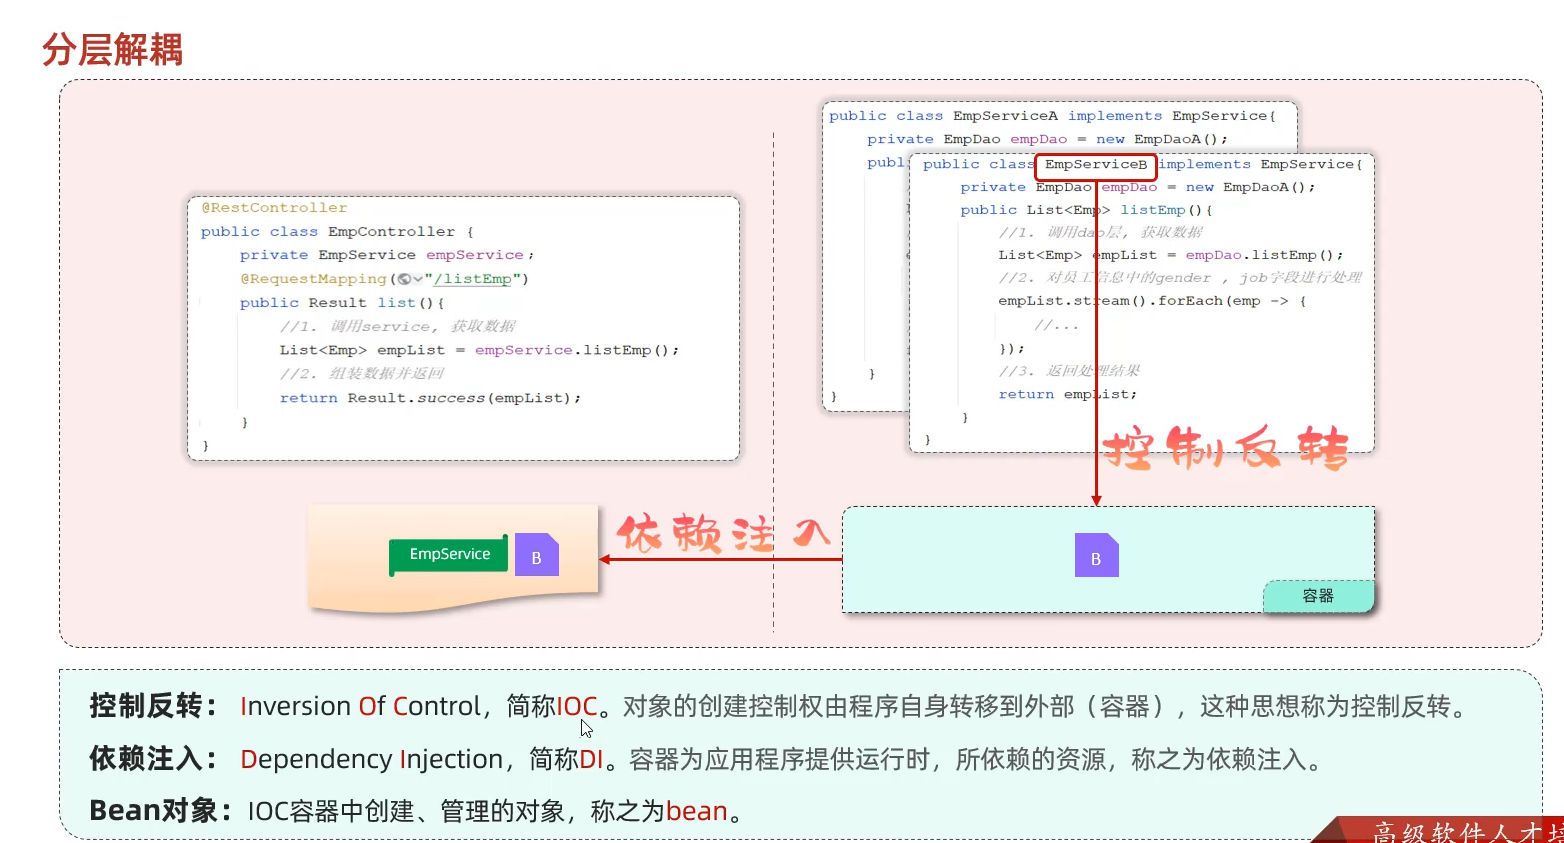 分层解耦
@RestController
public class EmpController {
private EmpService empService;
@RequestMapping("/listEmp")
public Result list(){
//1. 调用service, 获取数据
List<Emp> empList = empService.listEmp();
//2. 组装数据并返回
return Result.success(empList);
}
}
public class EmpServiceA implements EmpService{
private EmpDao empDao = new EmpDaoA();
publ
}
}
public class EmpServiceB implements EmpService{
private EmpDao empDao = new EmpDaoA();
public List<Emp> listEmp(){
//1. 调用dao层, 获取数据
List<Emp> empList = empDao.listEmp();
//2. 对员工信息中的gender , job字段进行处理
empList.stream().forEach(emp -> {
//...
});
//3. 返回处理结果
return empList;
}
}
控制反转
依赖注入
EmpService
B
B
容器
控制反转： Inversion Of Control，简称IOC。对象的创建控制权由程序自身转移到外部（容器），这种思想称为控制反转。
依赖注入： Dependency Injection，简称DI。容器为应用程序提供运行时，所依赖的资源，称之为依赖注入。
Bean对象：IOC容器中创建、管理的对象，称之为bean。
高级软件人才培